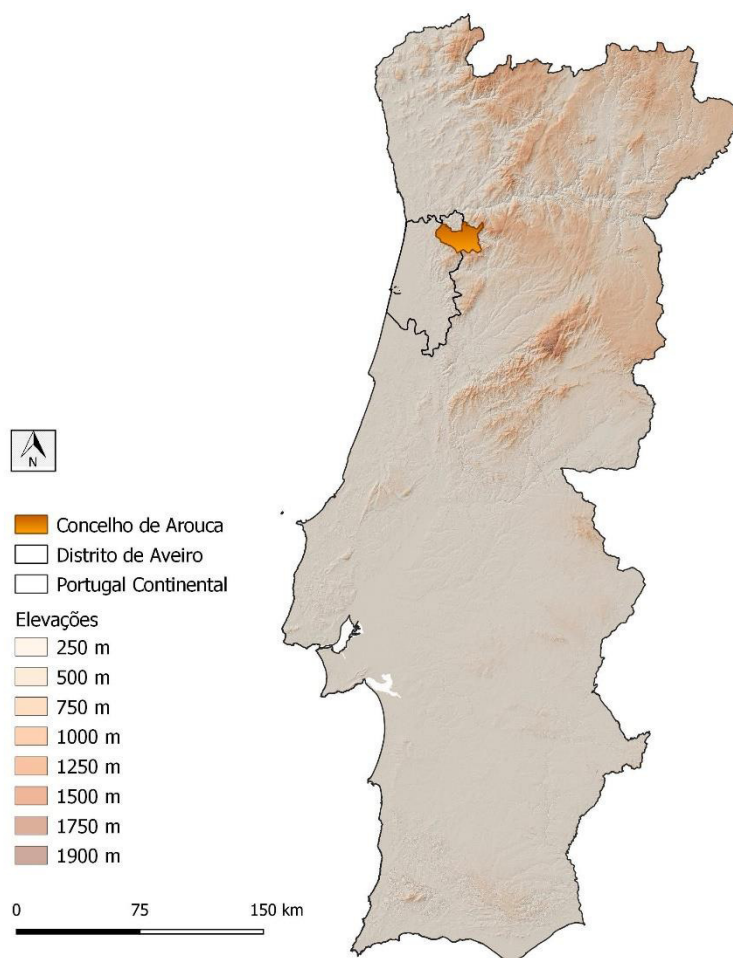 N
Concelho de Arouca
Distrito de Aveiro
Portugal Continental
Elevações
250 m
500 m
750 m
1000 m
1250 m
1500 m
1750 m
1900 m
0 75 150 km